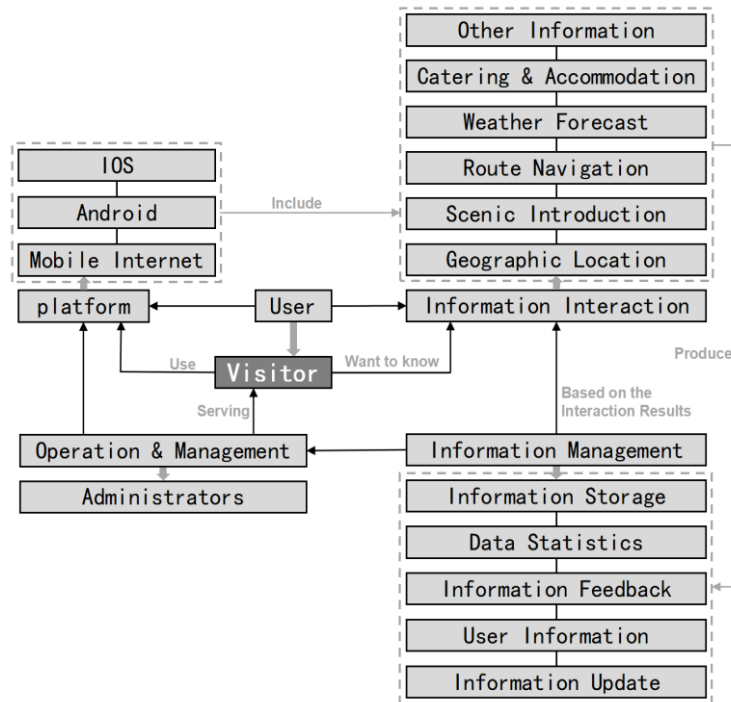 Other Information
Catering & Accommodation
Weather Forecast
Route Navigation
Scenic Introduction
Geographic Location
IOS
Android
Mobile Internet
Include
platform
User
Information Interaction
Use
Visitor
Want to know
Produce
Serving
Based on the
Interaction Results
Operation & Management
Information Management
Administrators
Information Storage
Data Statistics
Information Feedback
User Information
Information Update